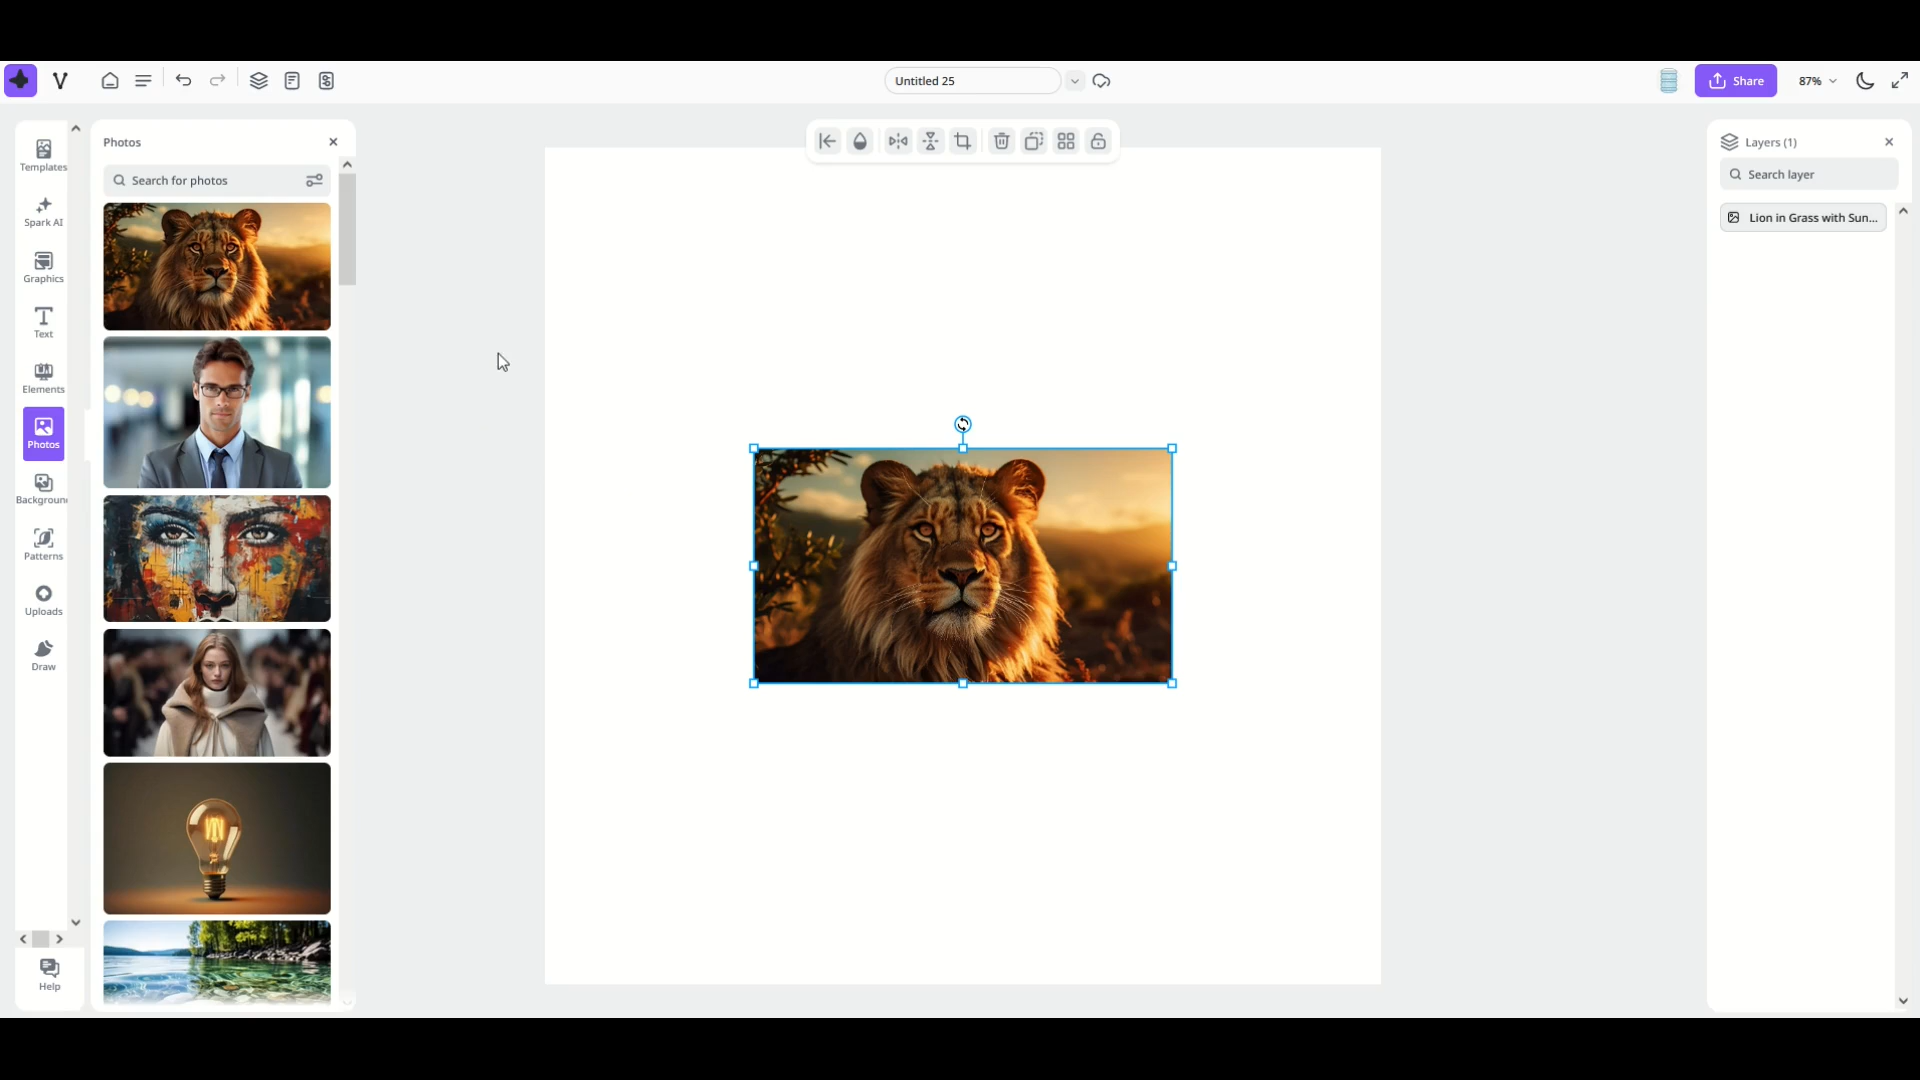 Untitled 25
Share
87%
Templates
Spark AI
Graphics
Text
Elements
Photos
Backgroun
Patterns
Uploads
Draw
Help
Photos
Search for photos
Layers (1)
Search layer
Lion in Grass with Sun...